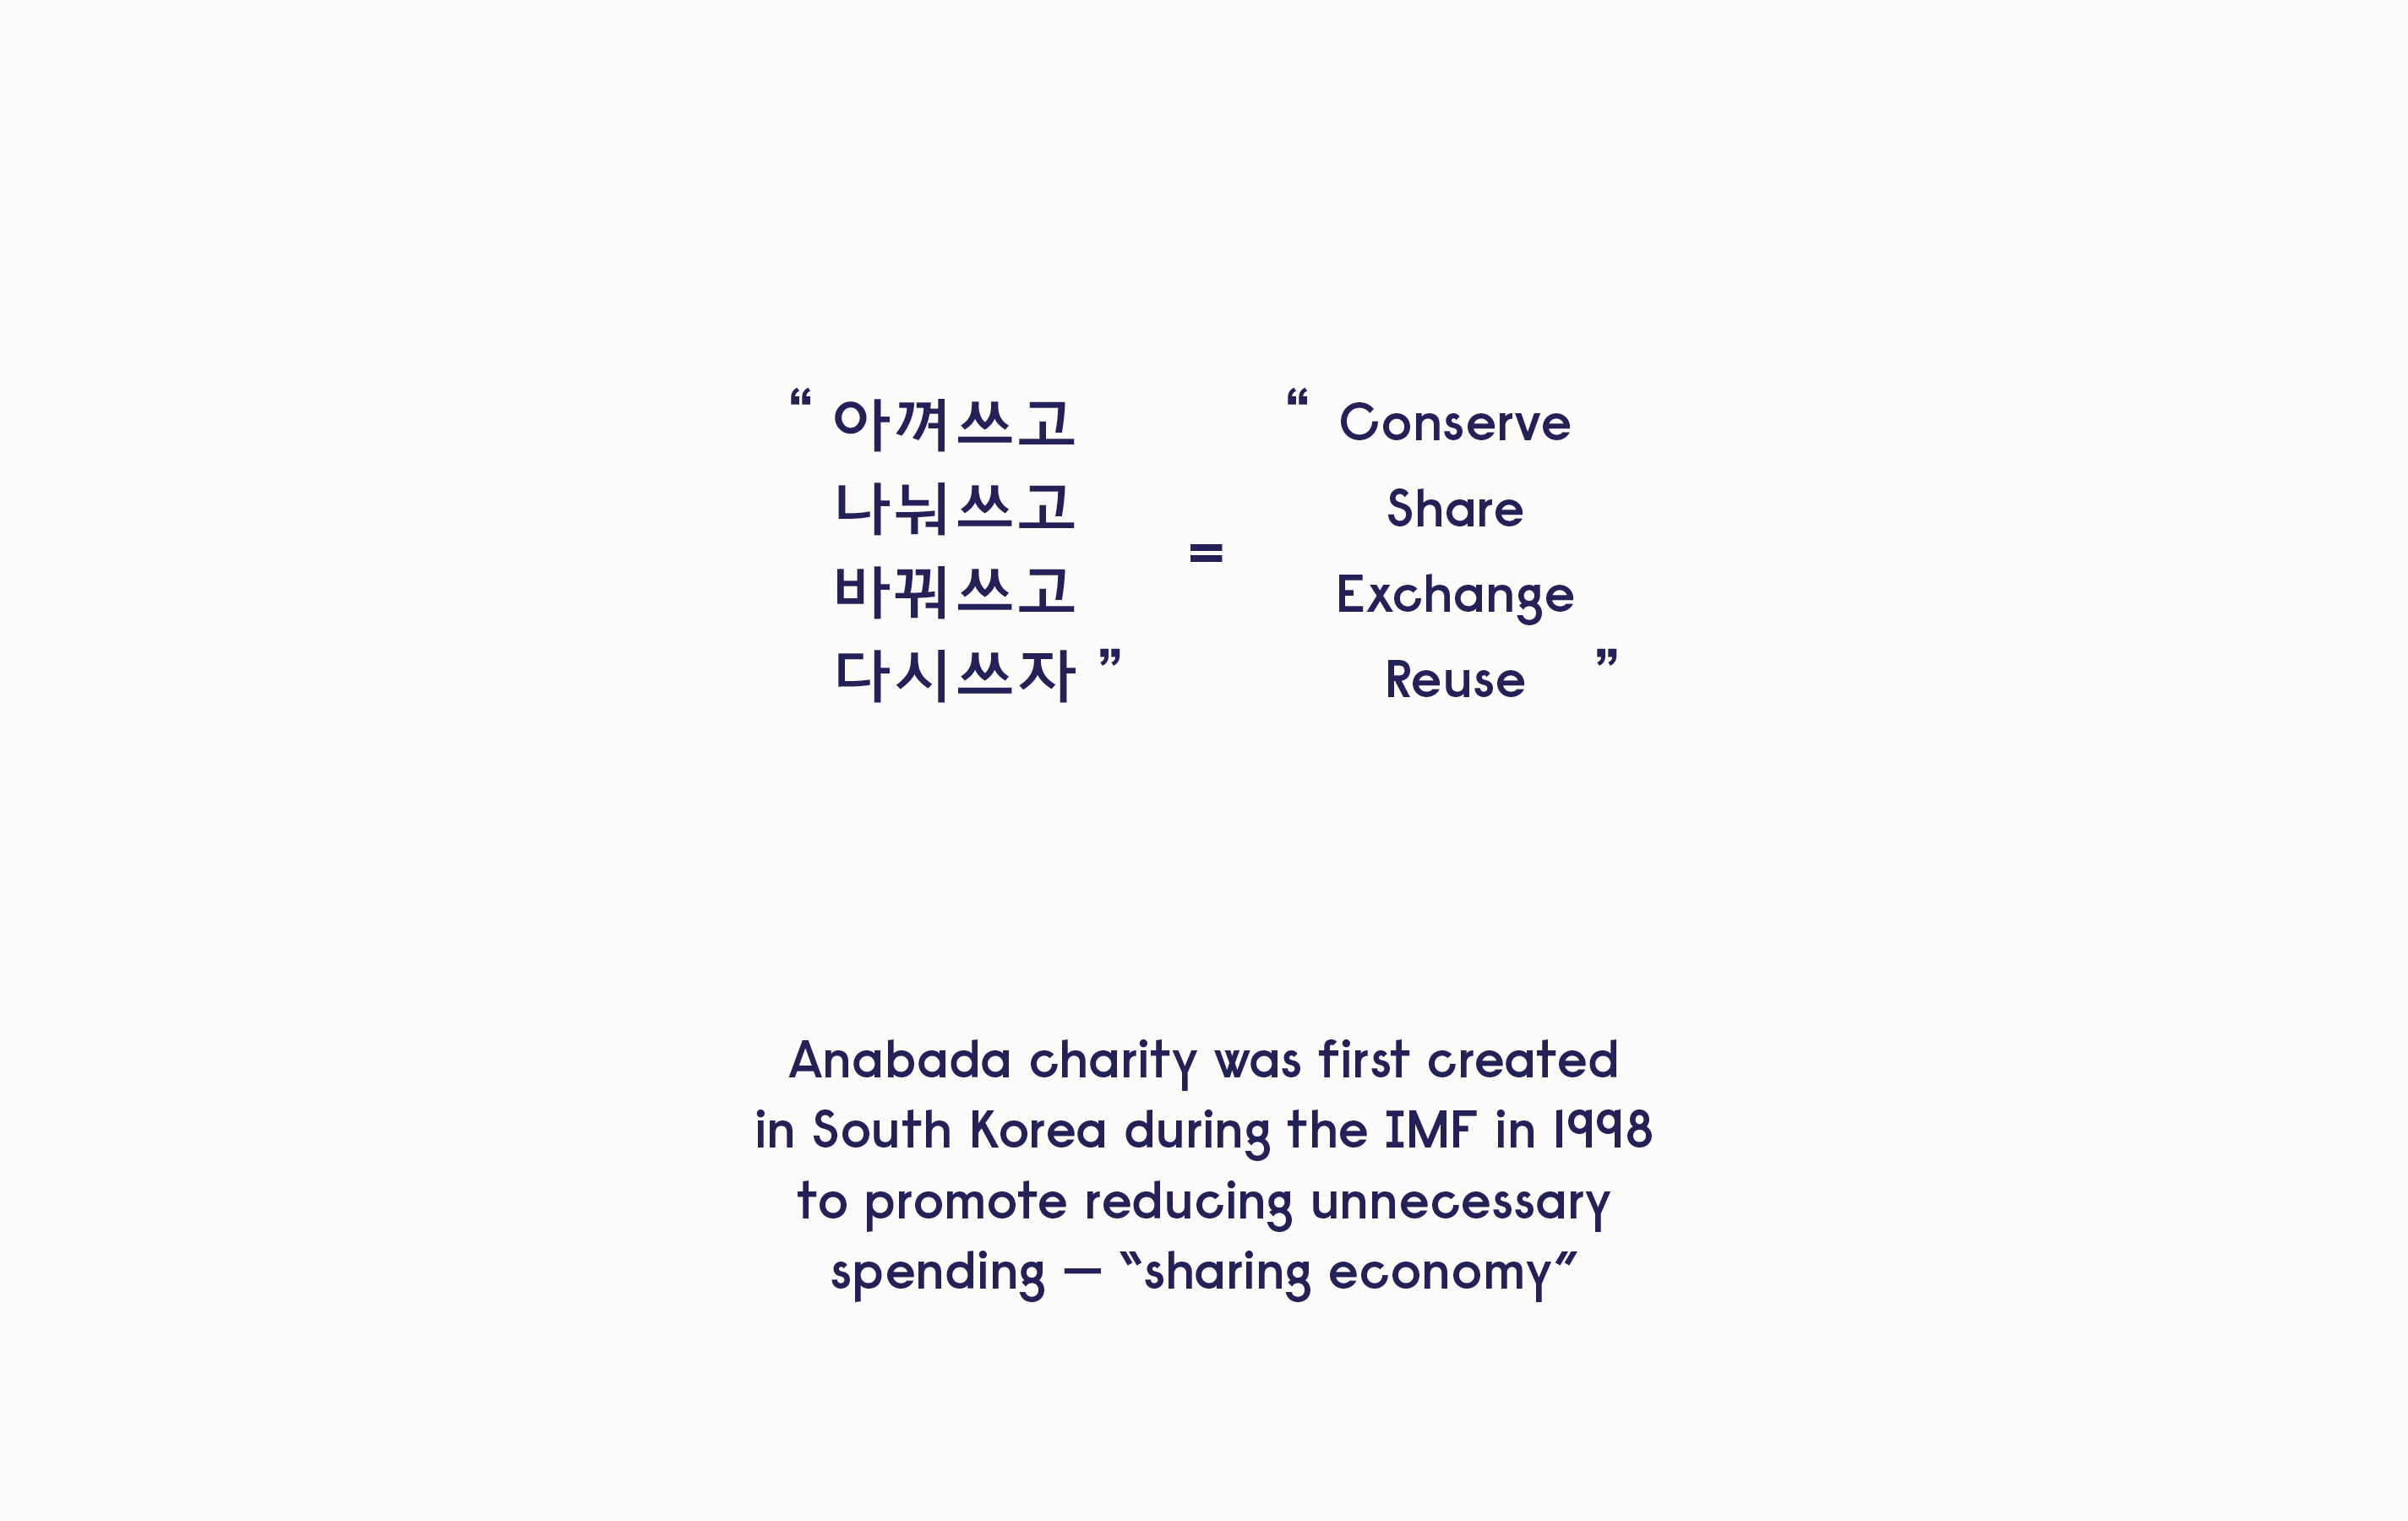 “ 아껴쓰고
나눠쓰고
바꿔쓰고
다시쓰자 ”
=
“ Conserve
Share
Exchange
Reuse ”
Anabada charity was first created
in South Korea during the IMF in 1998
to promote reducing unnecessary
spending — “sharing economy”